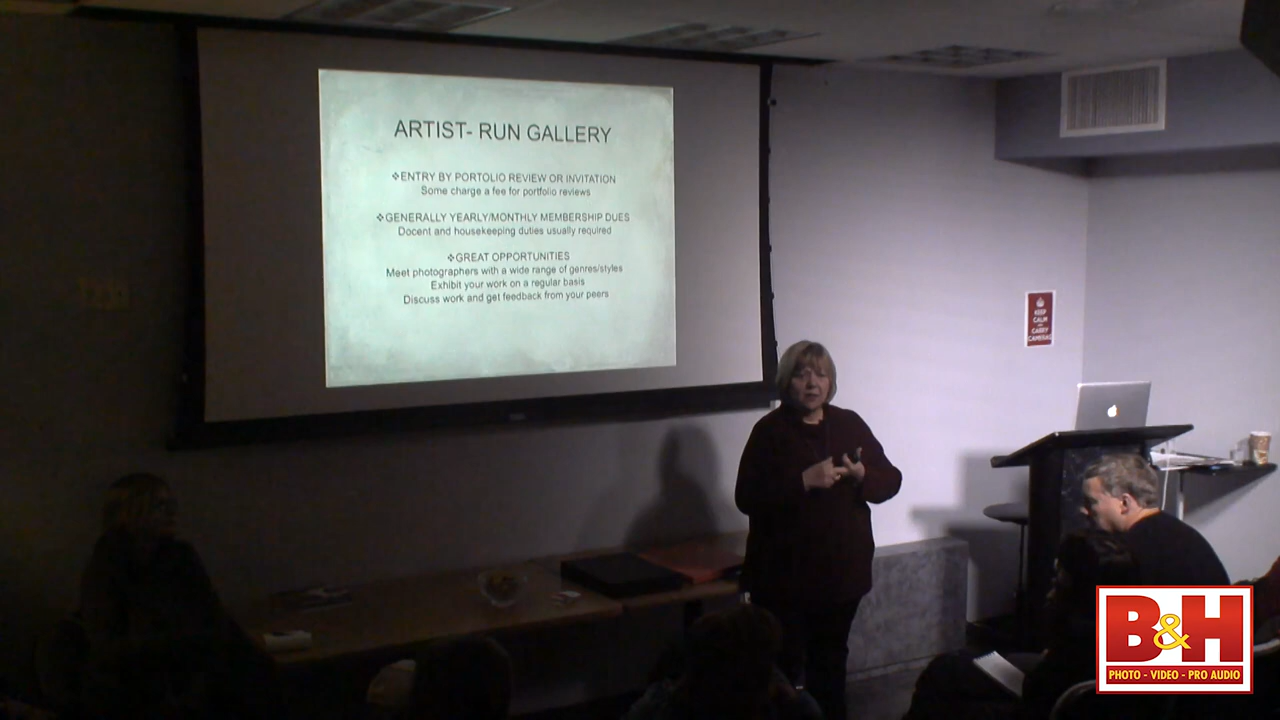 ARTIST- RUN GALLERY
❖ENTRY BY PORTOLIO REVIEW OR INVITATION
Some charge a fee for portfolio reviews
❖GENERALLY YEARLY/MONTHLY MEMBERSHIP DUES
Docent and housekeeping duties usually required
❖GREAT OPPORTUNITIES
Meet photographers with a wide range of genres/styles
Exhibit your work on a regular basis
Discuss work and get feedback from your peers
KEEP
CALM
AND
CARRY
CAMERAS
B&H
PHOTO - VIDEO - PRO AUDIO